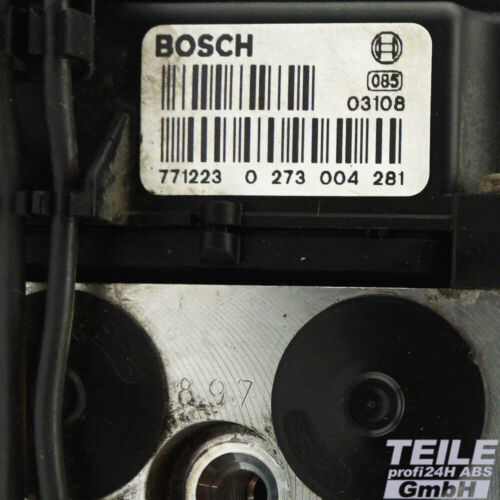 BOSCH
085
03108
771223 0 273 004 281
897
TEILE
profi24H ABS
GmbH